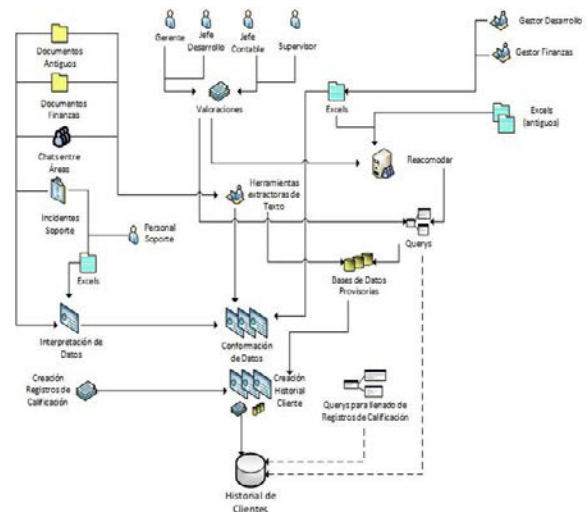 Gerente
Jefe
Desarrollo
Jefe
Contable
Supervisor
Gestor Desarrollo
Gestor Finanzas
Documentos
Antiguos
Documentos
Finanzas
Valoraciones
Excels
Excels
(antiguos)
Chats entre
Áreas
Reacomodar
Herramientas
extractoras de
Texto
Incidentes
Soporte
Personal
Soporte
Querys
Excels
Bases de Datos
Provisorias
Interpretación de
Datos
Conformación
de Datos
Creación
Registros de
Calificación
Creación
Historial
Cliente
Querys para llenado de
Registros de Calificación
Historial de
Clientes